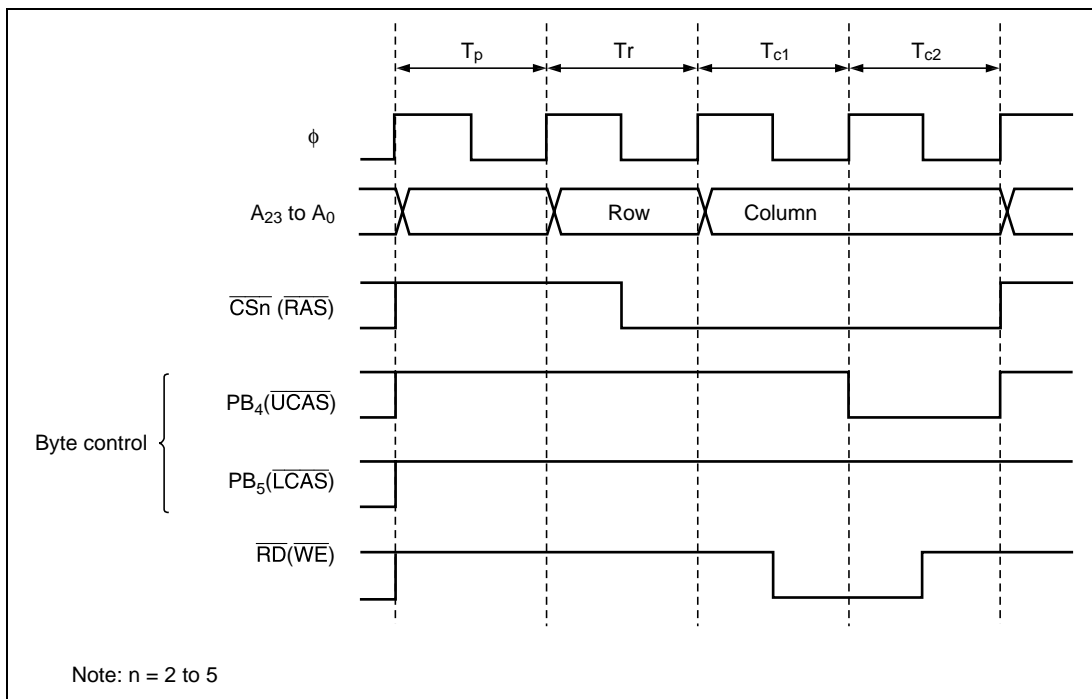 Tp Tr Tc1 Tc2
φ
A23 to A0 Row Column
CSn (RAS)
PB4(UCAS)
Byte control
PB5(LCAS)
RD(WE)
Note: n = 2 to 5